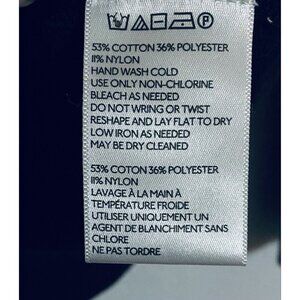 P
53% COTTON 36% POLYESTER
11% NYLON
HAND WASH COLD
USE ONLY NON-CHLORINE
BLEACH AS NEEDED
DO NOT WRING OR TWIST
RESHAPE AND LAY FLAT TO DRY
LOW IRON AS NEEDED
MAY BE DRY CLEANED
53% COTON 36% POLYESTER
11% NYLON
LAVAGE À LA MAIN À
TEMPÉRATURE FROIDE
UTILISER UNIQUEMENT UN
AGENT DE BLANCHIMENT SANS
CHLORE
NE PAS TORDRE